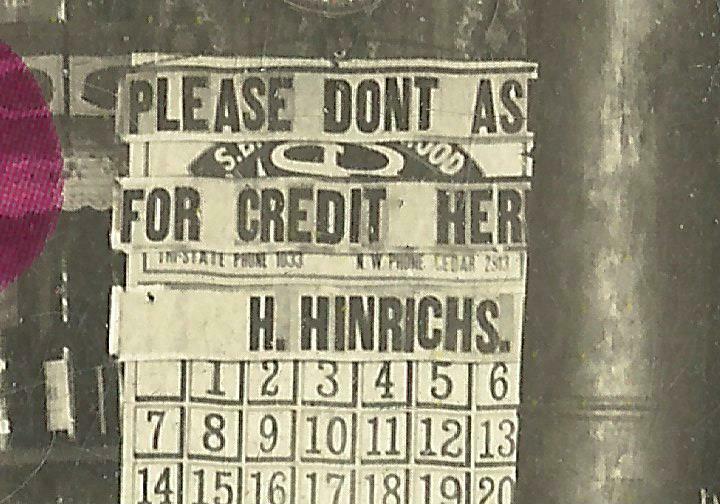 PLEASE DONT AS
FOR CREDIT HER
TRI-STATE PHONE 1033 N.W. PHONE CEDAR
H. HINRICHS.
1 2 3 4 5 6
7 8 9 10 11 12 13
14 15 16 17 18 19 20